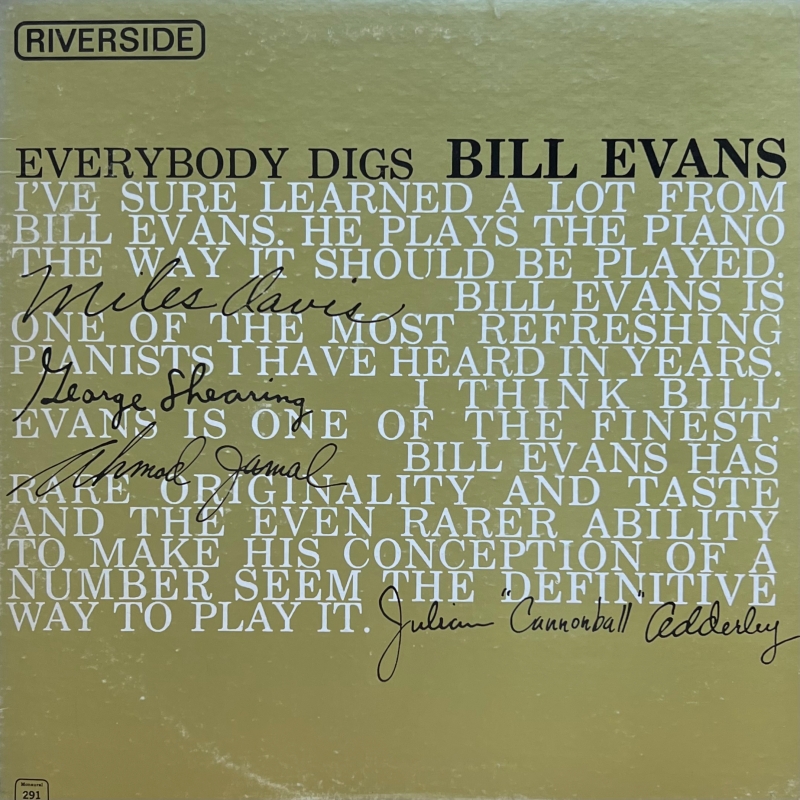 RIVERSIDE
EVERYBODY DIGS BILL EVANS
I'VE SURE LEARNED A LOT FROM
BILL EVANS. HE PLAYS THE PIANO
THE WAY IT SHOULD BE PLAYED.
Miles Davis BILL EVANS IS
ONE OF THE MOST REFRESHING
PIANISTS I HAVE HEARD IN YEARS.
George Shearing I THINK BILL
EVANS IS ONE OF THE FINEST.
Ahmad Jamal BILL EVANS HAS
RARE ORIGINALITY AND TASTE
AND THE EVEN RARER ABILITY
TO MAKE HIS CONCEPTION OF A
NUMBER SEEM THE DEFINITIVE
WAY TO PLAY IT. Julian "Cannonball" Adderley
Monaural
291